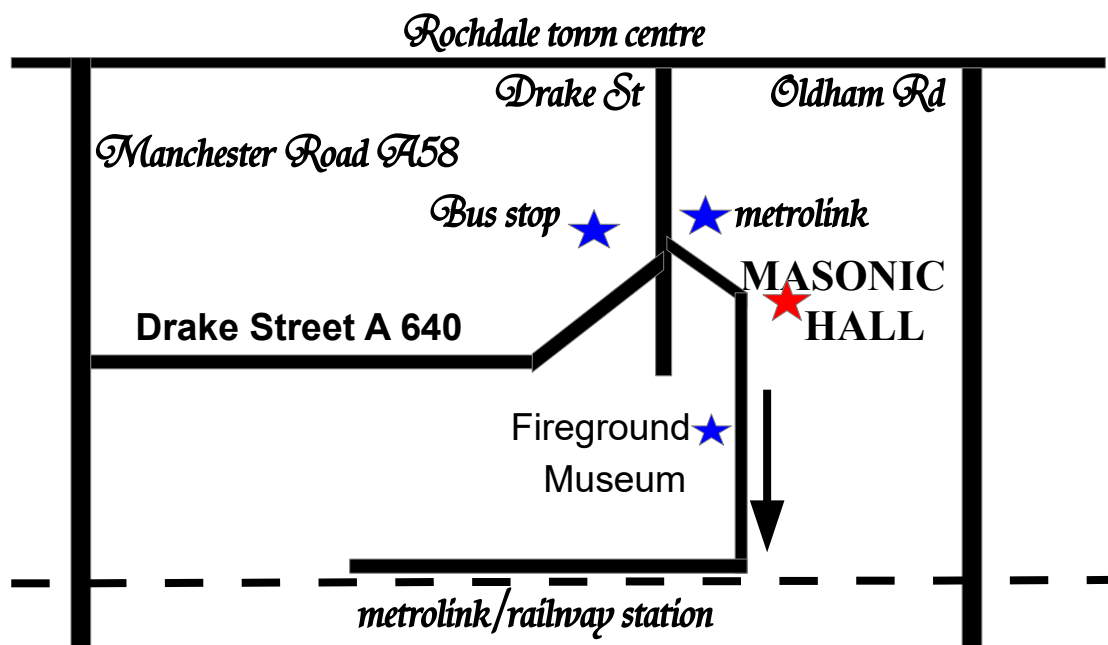 Rochdale town centre
Drake St
Oldham Rd
Manchester Road A58
Bus stop
metrolink
MASONIC
HALL
Drake Street A 640
Fireground
Museum
metrolink/railway station